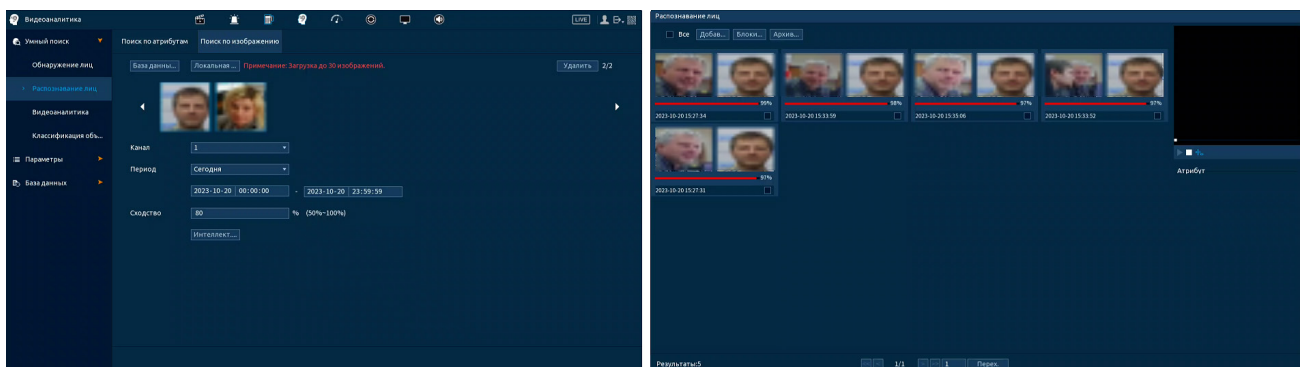 Видеоаналитика
LIVE
Умный поиск
Обнаружение лиц
Распознавание лиц
Видеоаналитика
Классификация объ...
Параметры
База данных
Поиск по атрибутам Поиск по изображению
База данны... Локальная ... Примечание: Загрузка до 30 изображений. Удалить 2/2
Канал 1
Период Сегодня
2023-10-20 00:00:00 - 2023-10-20 23:59:59
Сходство 80 % (50%~100%)
Интеллект....
Распознавание лиц
Все Добав... Блоки... Архив...
99% 98% 97% 97%
2023-10-20 15:27:34 2023-10-20 15:33:59 2023-10-20 15:35:06 2023-10-20 15:33:52
97%
2023-10-20 15:27:31
Атрибут
Результаты:5 1/1 1 Перех.